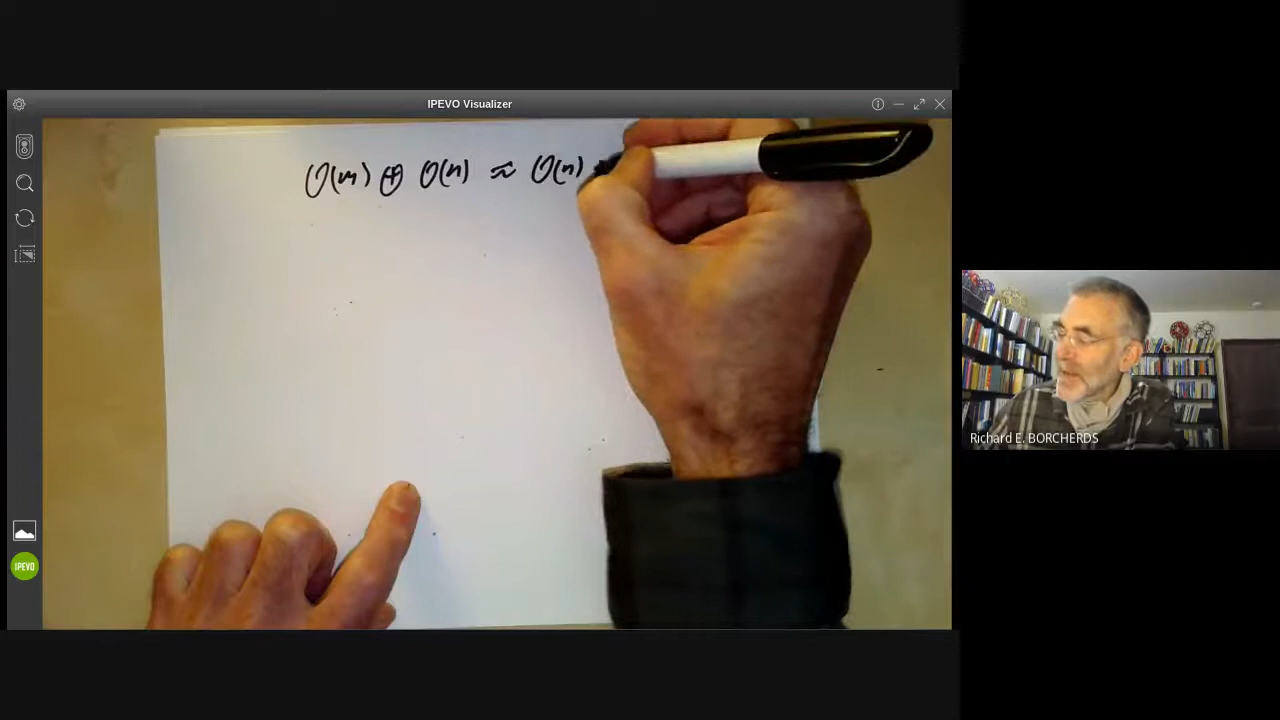 IPEVO Visualizer
O(m) ⊕ O(n) ≈ O(n)
Richard E. BORCHERDS
IPEVO